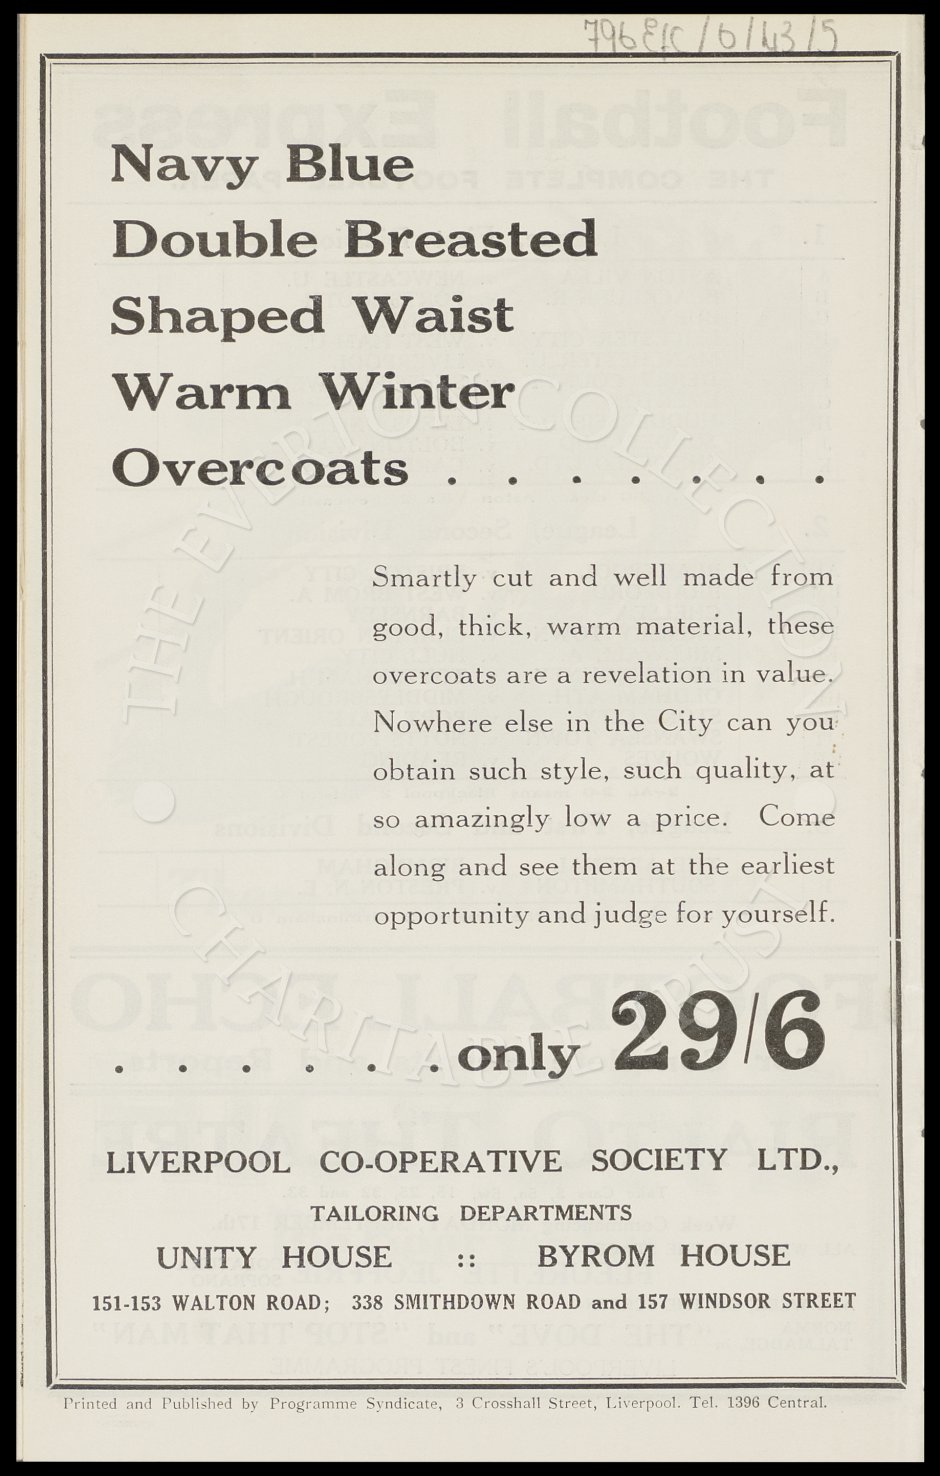 796 EFC/6/43/5
Navy Blue
Double Breasted
Shaped Waist
Warm Winter
Overcoats . . . . . . .
Smartly cut and well made from
good, thick, warm material, these
overcoats are a revelation in value.
Nowhere else in the City can you
obtain such style, such quality, at
so amazingly low a price. Come
along and see them at the earliest
opportunity and judge for yourself.
. . . . . . only 29/6
LIVERPOOL CO-OPERATIVE SOCIETY LTD.,
TAILORING DEPARTMENTS
UNITY HOUSE :: BYROM HOUSE
151-153 WALTON ROAD; 338 SMITHDOWN ROAD and 157 WINDSOR STREET
Printed and Published by Programme Syndicate, 3 Crosshall Street, Liverpool. Tel. 1396 Central.
THE EVERTON COLLECTION
CHARITABLE TRUST